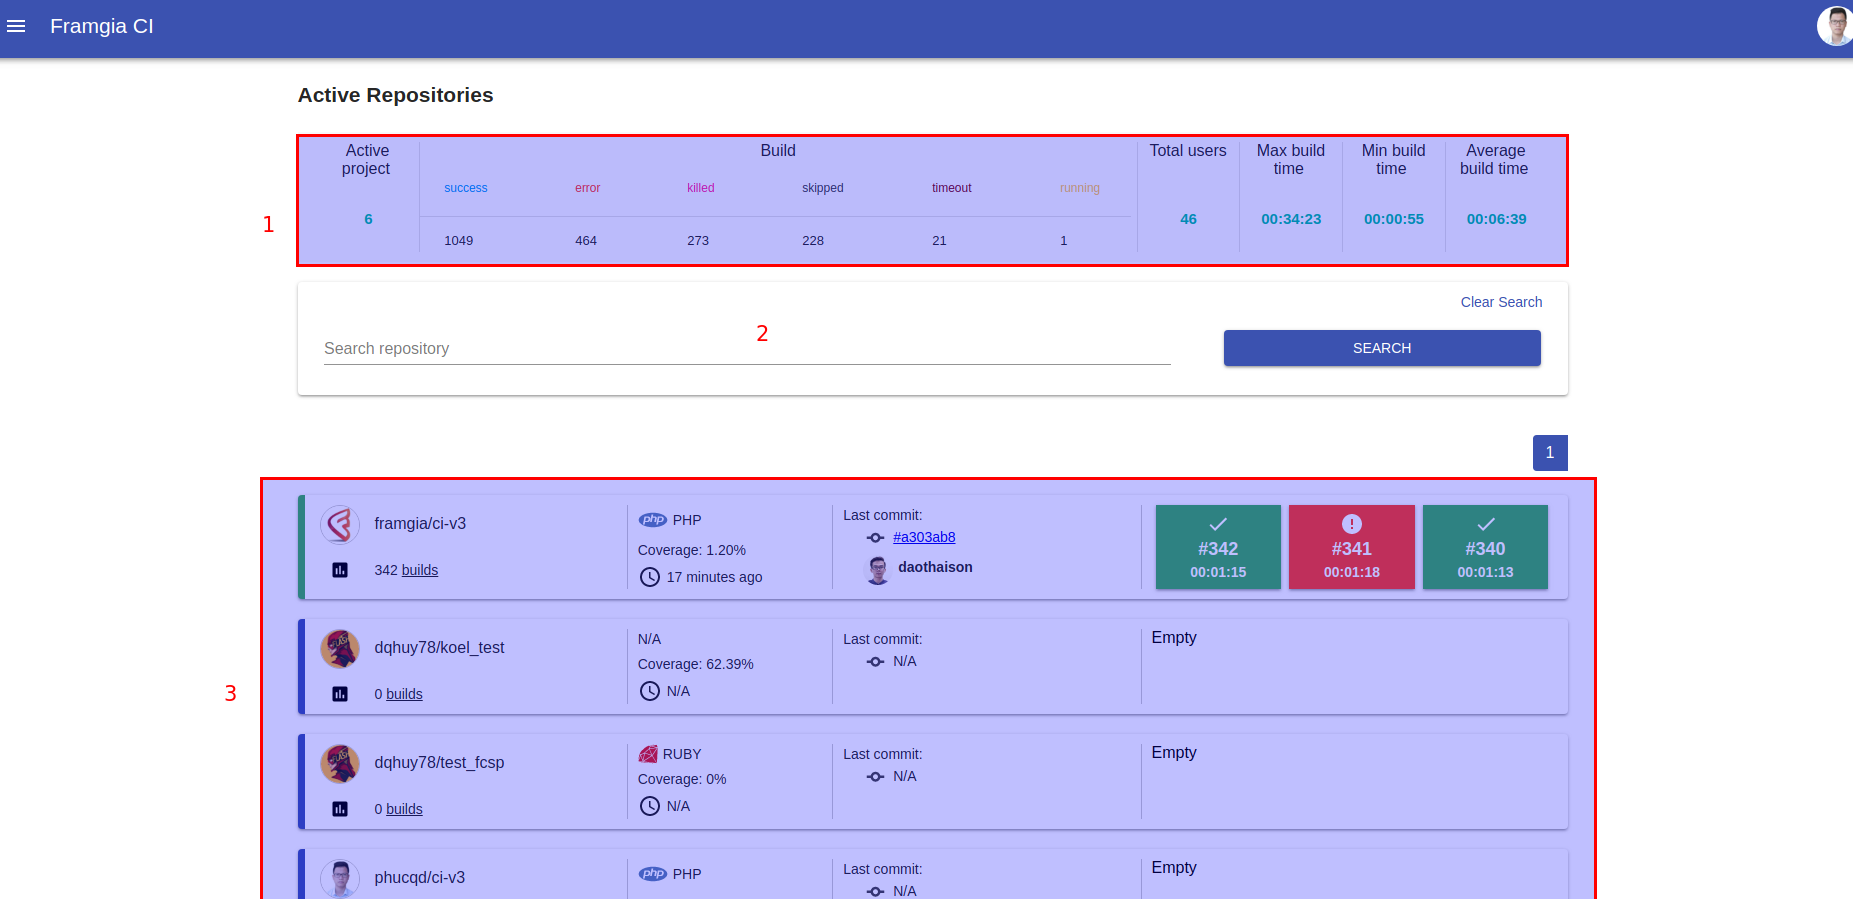 Framgia CI
Active Repositories
1
Active project
6
Build
success error killed skipped timeout running
1049 464 273 228 21 1
Total users
46
Max build time
00:34:23
Min build time
00:00:55
Average build time
00:06:39
2
Clear Search
Search repository
SEARCH
1
3
framgia/ci-v3
342 builds
php PHP
Coverage: 1.20%
17 minutes ago
Last commit:
#a303ab8
daothaison
#342
00:01:15
#341
00:01:18
#340
00:01:13
dqhuy78/koel_test
0 builds
N/A
Coverage: 62.39%
N/A
Last commit:
N/A
Empty
dqhuy78/test_fcsp
0 builds
RUBY
Coverage: 0%
N/A
Last commit:
N/A
Empty
phucqd/ci-v3
php PHP
Last commit:
N/A
Empty